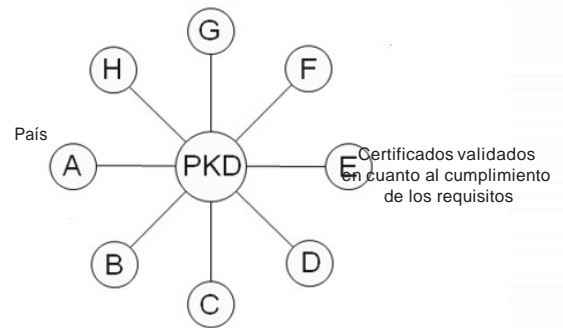 G
H
F
País
A
PKD
E
Certificados validados
en cuanto al cumplimiento
de los requisitos
B
D
C